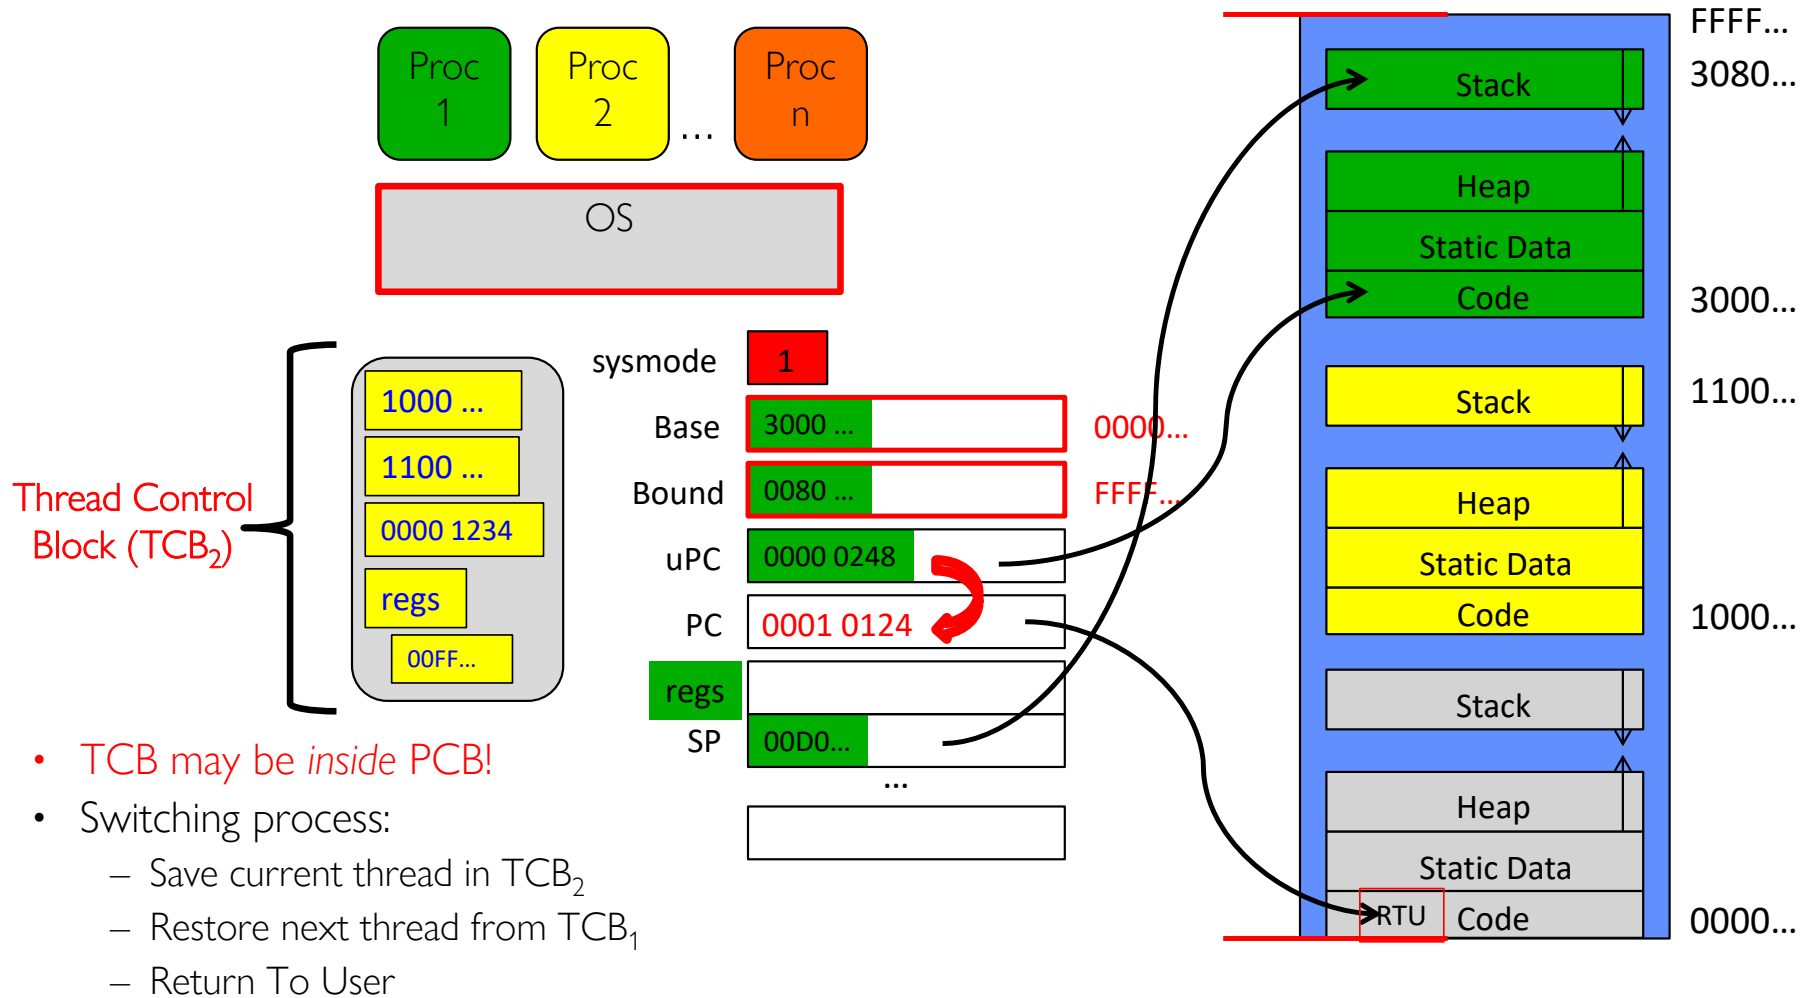 Proc
1
Proc
2
...
Proc
n
OS
Thread Control
Block (TCB2)
1000 ...
1100 ...
0000 1234
regs
00FF...
sysmode
1
Base
3000 ...
0000...
Bound
0080 ...
FFFF...
uPC
0000 0248
PC
0001 0124
regs
SP
00D0...
...
• TCB may be inside PCB!
• Switching process:
– Save current thread in TCB2
– Restore next thread from TCB1
– Return To User
FFFF...
Stack
3080...
Heap
Static Data
Code
3000...
Stack
1100...
Heap
Static Data
Code
1000...
Stack
Heap
Static Data
RTU
Code
0000...